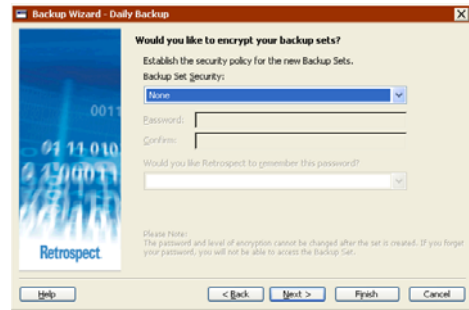 Backup Wizard - Daily Backup
Would you like to encrypt your backup sets?
Establish the security policy for the new Backup Sets.
Backup Set Security:
None
Password:
Confirm:
Would you like Retrospect to remember this password?
Please Note:
The password and level of encryption cannot be changed after the set is created. If you forget
your password, you will not be able to access the Backup Set.
0011
01 11 010
Retrospect
Help
< Back
Next >
Finish
Cancel